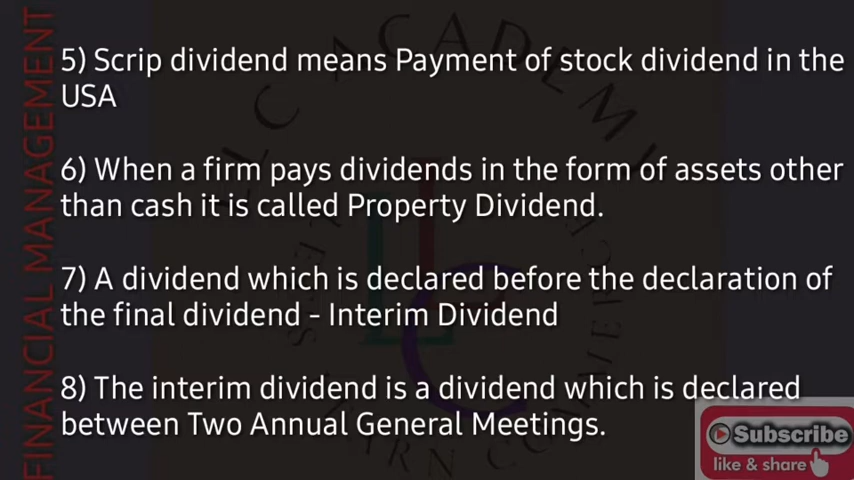 FINANCIAL MANAGEMENT
5) Scrip dividend means Payment of stock dividend in the
USA
6) When a firm pays dividends in the form of assets other
than cash it is called Property Dividend.
7) A dividend which is declared before the declaration of
the final dividend - Interim Dividend
8) The interim dividend is a dividend which is declared
between Two Annual General Meetings.
Subscribe
like & share